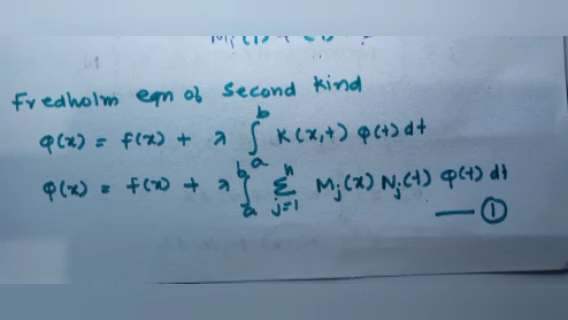 Fredholm eqn of Second Kind
φ(x) = f(x) + λ ∫_a^b K(x,t) φ(t) dt
φ(x) = f(x) + λ ∫_a^b Σ_{j=1}^n M_j(x) N_j(t) φ(t) dt
— ①